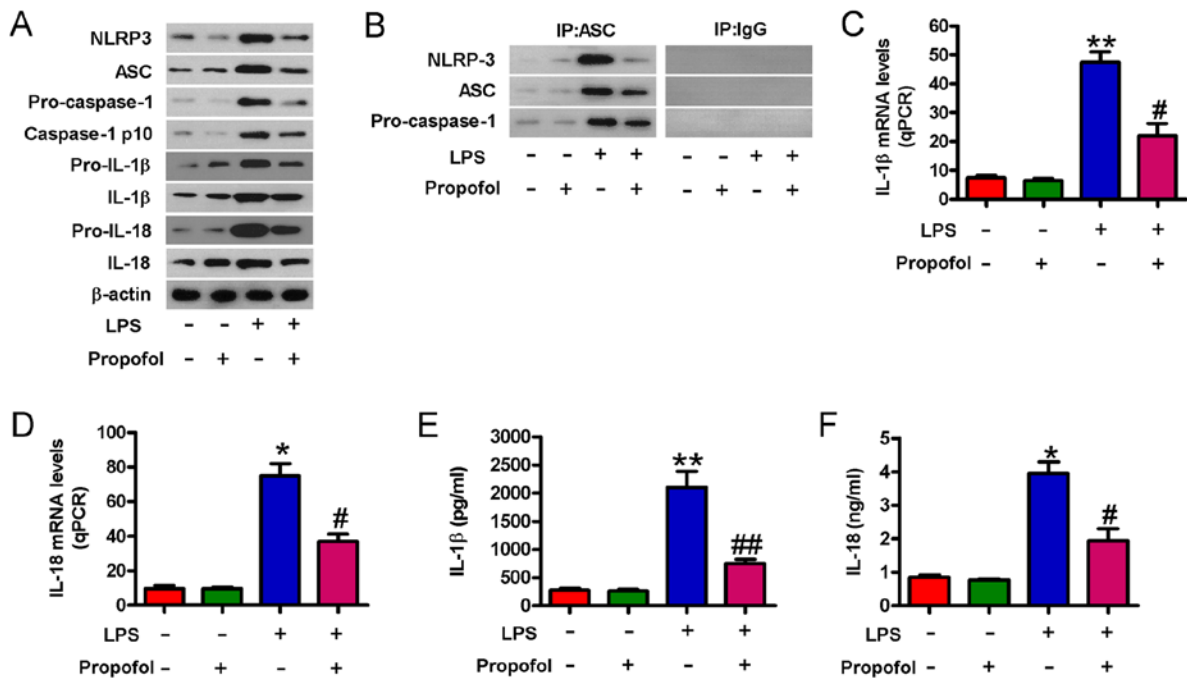 A
NLRP3
ASC
Pro-caspase-1
Caspase-1 p10
Pro-IL-1β
IL-1β
Pro-IL-18
IL-18
β-actin
LPS - - + +
Propofol - + - +
B
IP:ASC IP:IgG
NLRP-3
ASC
Pro-caspase-1
LPS - - + + - - + +
Propofol - + - + - + - +
C
IL-1β mRNA levels
(qPCR)
60
50
40
30
20
10
0
**
#
LPS - - + +
Propofol - + - +
D
IL-18 mRNA levels
(qPCR)
100
80
60
40
20
0
*
#
LPS - - + +
Propofol - + - +
E
IL-1β (pg/ml)
3000
2500
2000
1500
1000
500
0
**
##
LPS - - + +
Propofol - + - +
F
IL-18 (ng/ml)
5
4
3
2
1
0
*
#
LPS - - + +
Propofol - + - +